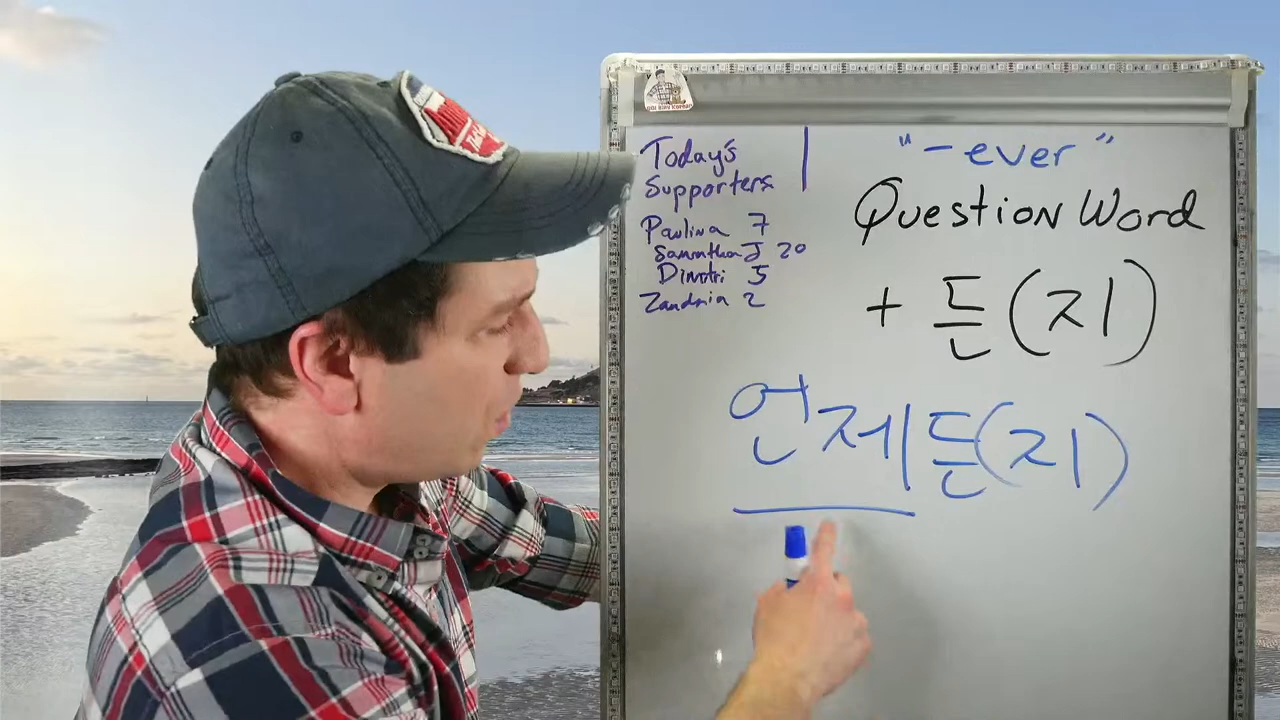 Today's
Supporters
Paulina 7
Samantha J 20
Dimitri 5
Zandria 2
"-ever"
Question Word
+ 든(지)
언제든(지)